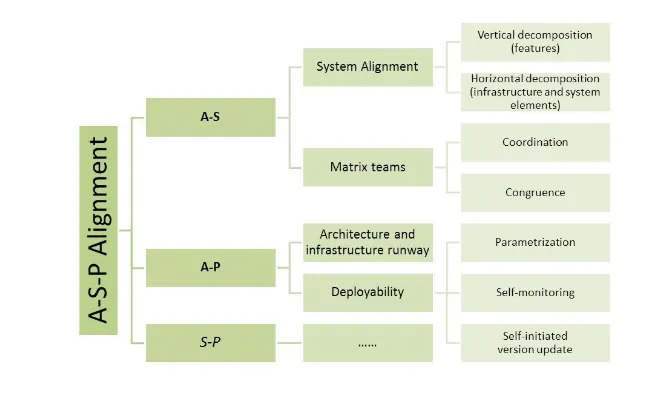 A-S-P Alignment
A-S
System Alignment
Vertical decomposition
(features)
Horizontal decomposition
(infrastructure and system
elements)
Matrix teams
Coordination
Congruence
A-P
Architecture and
infrastructure runway
Deployability
Parametrization
Self-monitoring
Self-initiated
version update
S-P
......